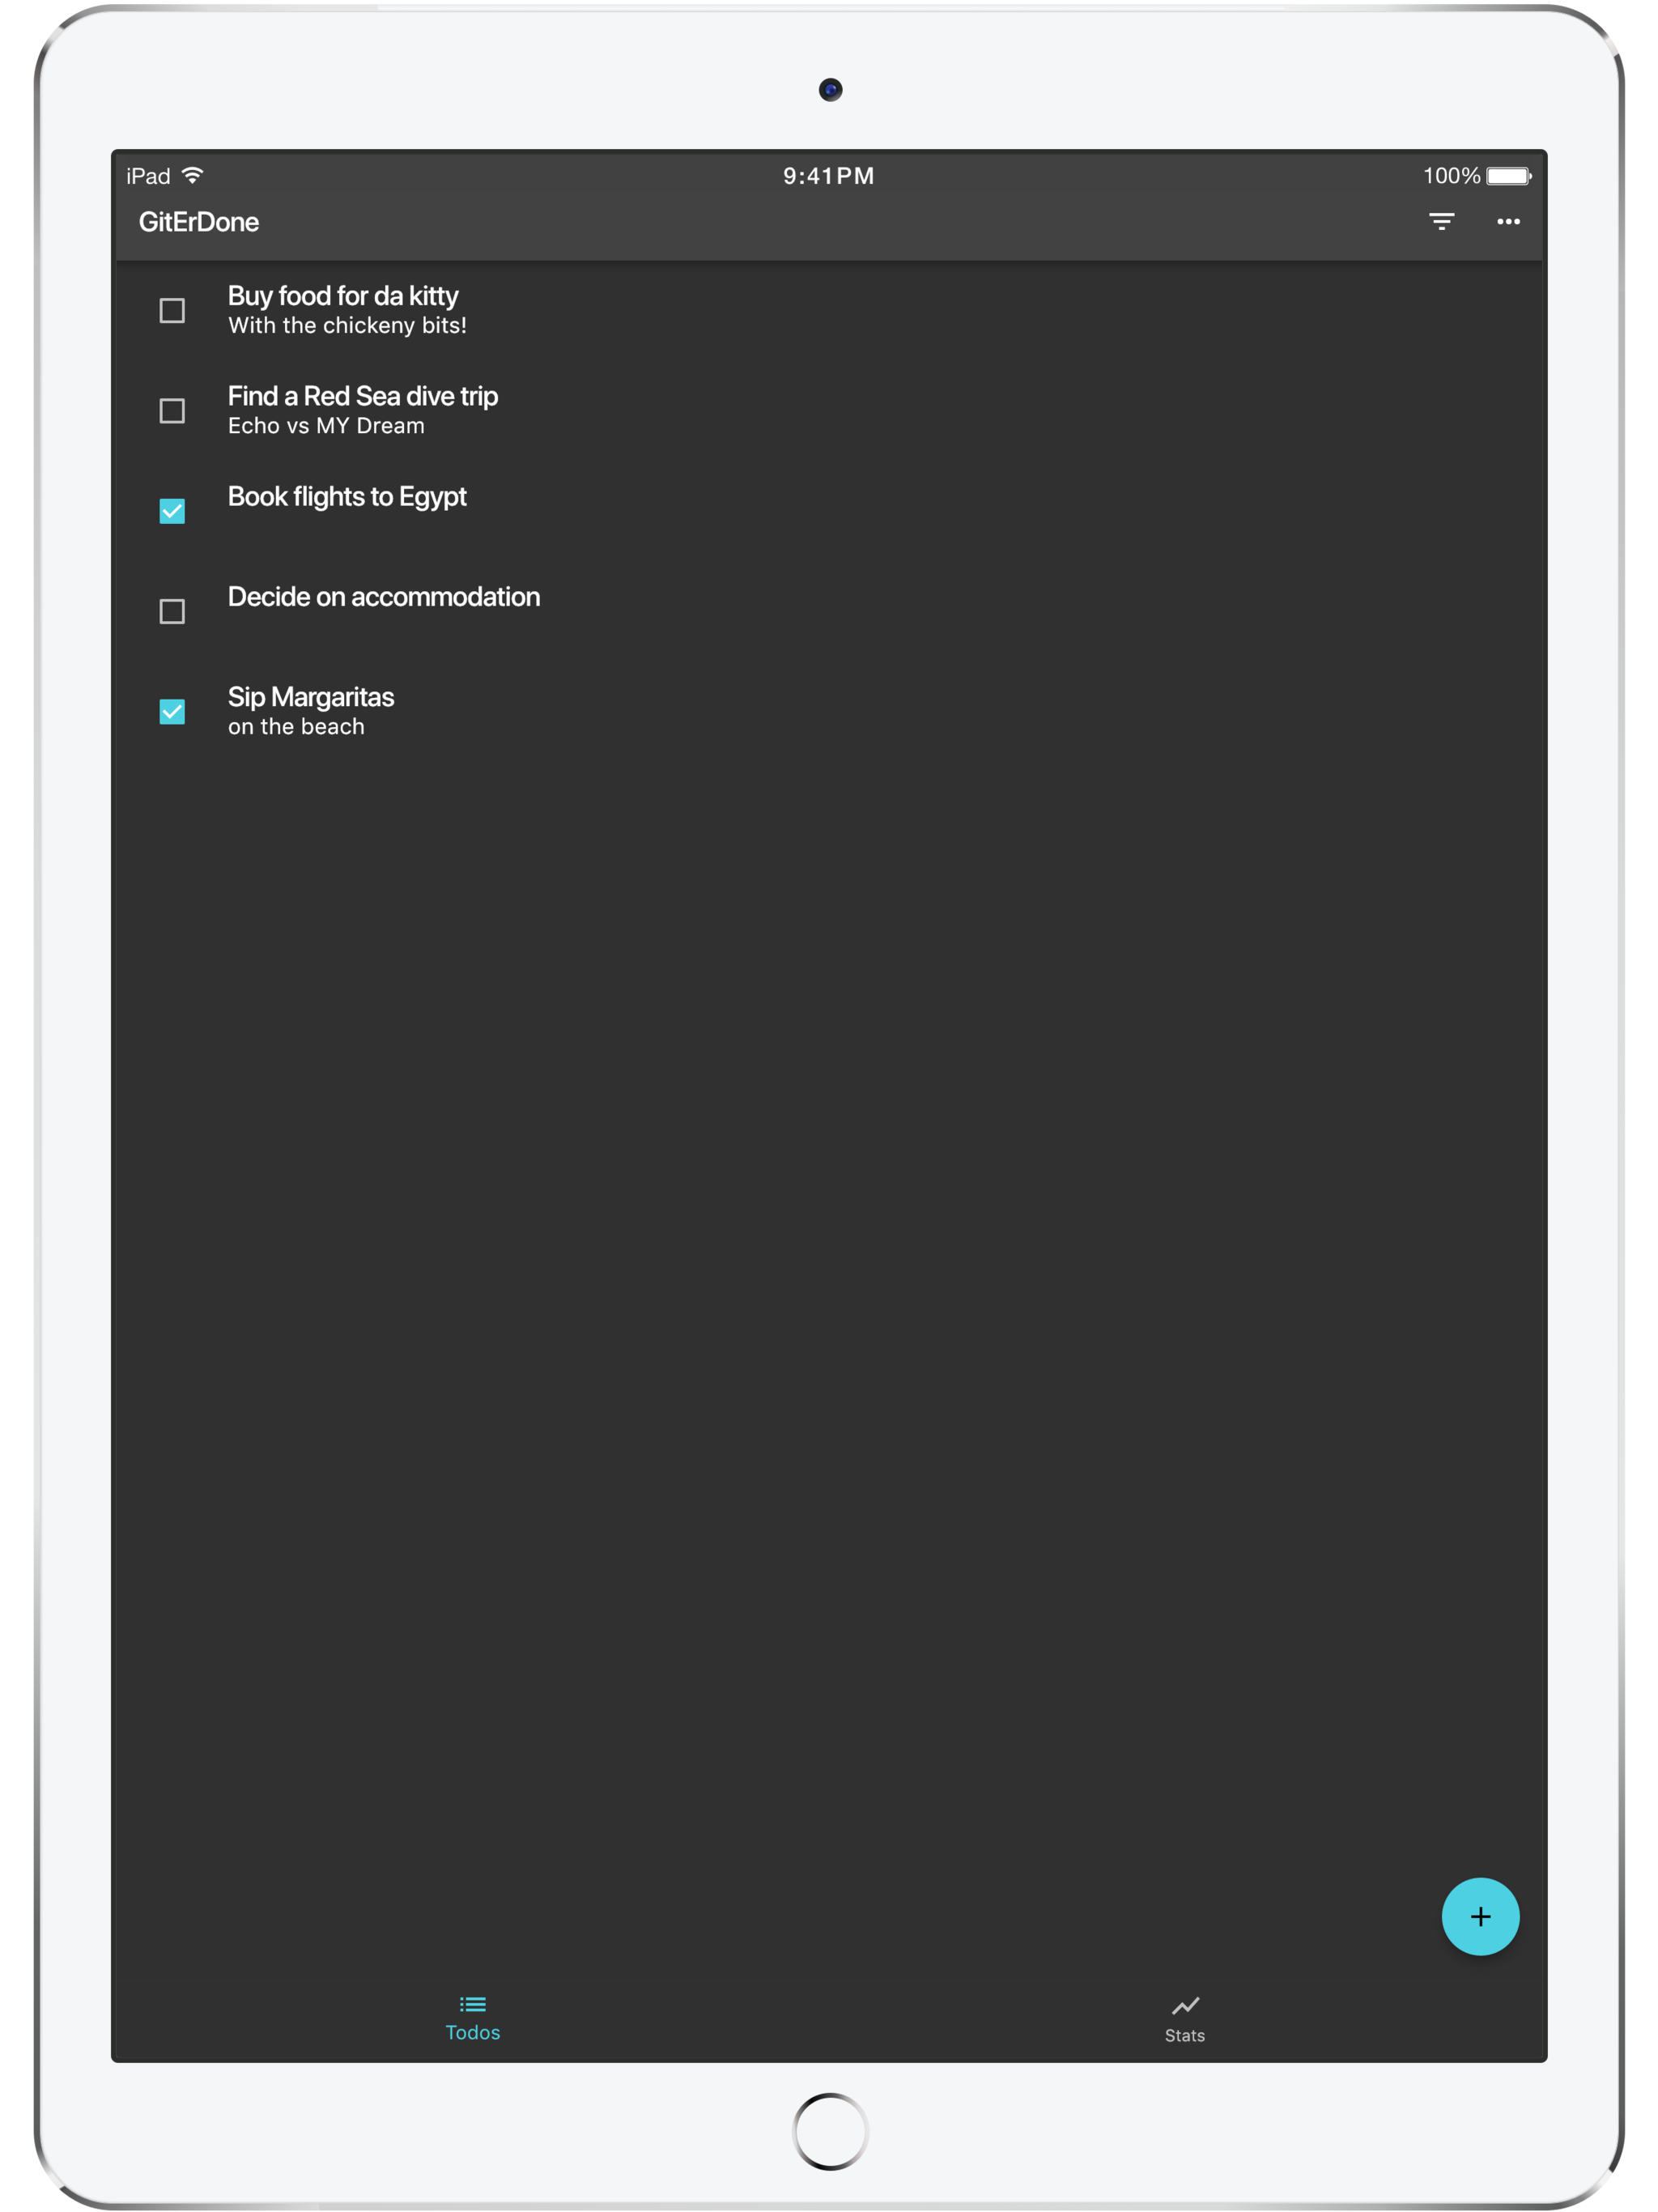 iPad 9:41PM 100%
GitErDone
Buy food for da kitty
With the chickeny bits!
Find a Red Sea dive trip
Echo vs MY Dream
Book flights to Egypt
Decide on accommodation
Sip Margaritas
on the beach
Todos Stats